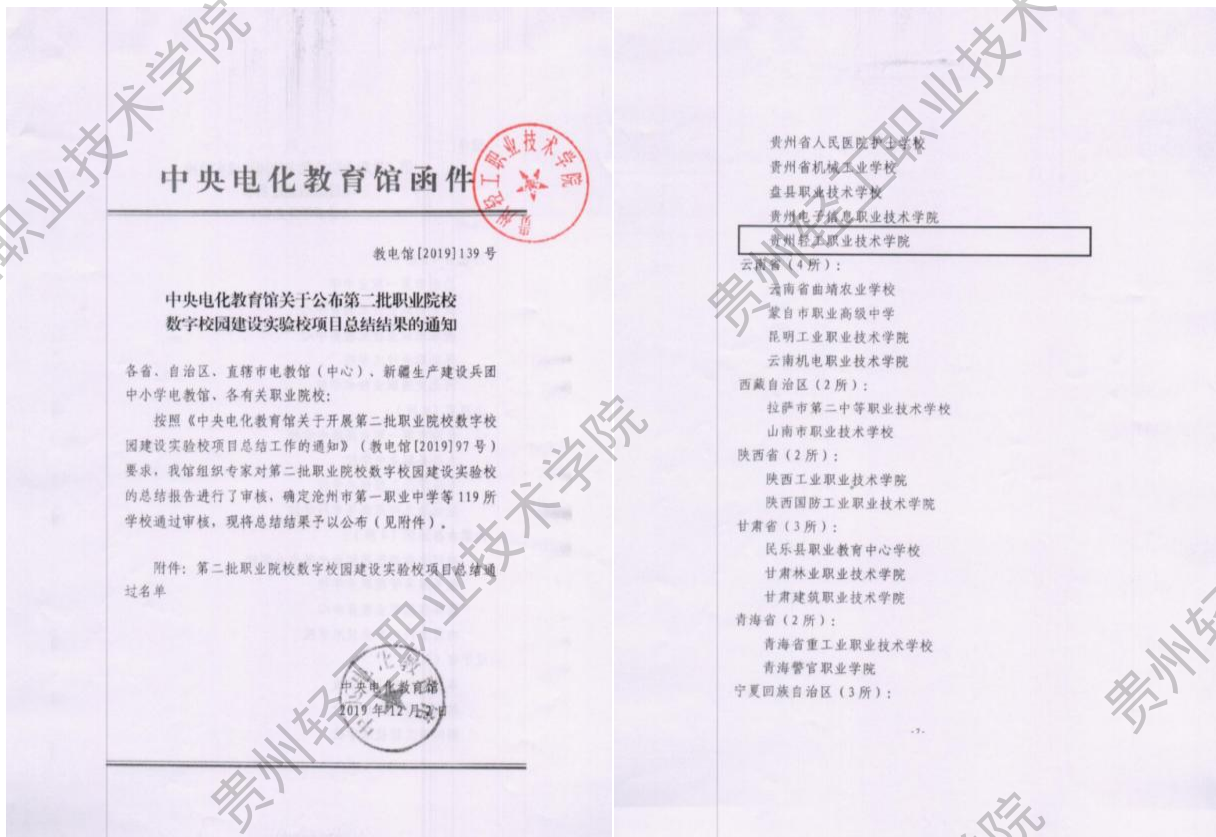 中央电化教育馆函件
贵州轻工职业技术学院
教电馆[2019]139号
中央电化教育馆关于公布第二批职业院校
数字校园建设实验校项目总结结果的通知
各省、自治区、直辖市电教馆（中心）、新疆生产建设兵团
中小学电教馆、各有关职业院校：
按照《中央电化教育馆关于开展第二批职业院校数字校
园建设实验校项目总结工作的通知》（教电馆[2019]97号）
要求，我馆组织专家对第二批职业院校数字校园建设实验校
的总结报告进行了审核，确定沧州市第一职业中学等119所
学校通过审核，现将总结结果予以公布（见附件）。
附件：第二批职业院校数字校园建设实验校项目总结通
过名单
中央电化教育馆
2019年12月2日
贵州省人民医院护士学校
贵州省机械工业学校
盘县职业技术学校
贵州电子信息职业技术学院
贵州轻工职业技术学院
云南省（4所）：
云南省曲靖农业学校
蒙自市职业高级中学
昆明工业职业技术学院
云南机电职业技术学院
西藏自治区（2所）：
拉萨市第二中等职业技术学校
山南市职业技术学校
陕西省（2所）：
陕西工业职业技术学院
陕西国防工业职业技术学院
甘肃省（3所）：
民乐县职业教育中心学校
甘肃林业职业技术学院
甘肃建筑职业技术学院
青海省（2所）：
青海省重工业职业技术学校
青海警官职业学院
宁夏回族自治区（3所）：
-7-
贵州轻工职业技术学院